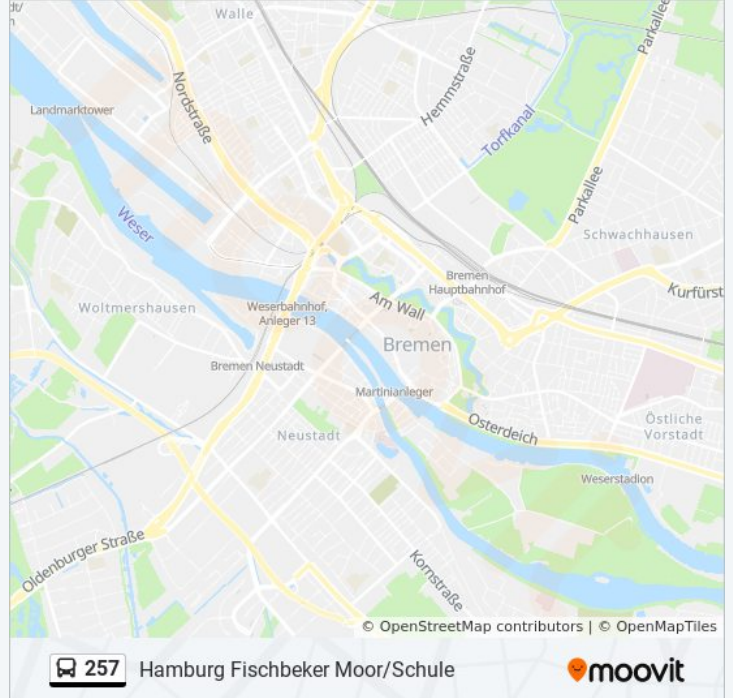 dt/
Walle
Parkallee
Nordstraße
Hemmstraße
Landmarktower
Torfkanal
Parkallee
Weser
Schwachhausen
Bremen
Hauptbahnhof
Kurfürst
Woltmershausen
Weserbahnhof,
Anleger 13
Am Wall
Bremen
Bremen Neustadt
Martinianleger
Osterdeich
Östliche
Vorstadt
Neustadt
Weserstadion
Oldenburger Straße
Kornstraße
© OpenStreetMap contributors | © OpenMapTiles
257 Hamburg Fischbeker Moor/Schule
moovit